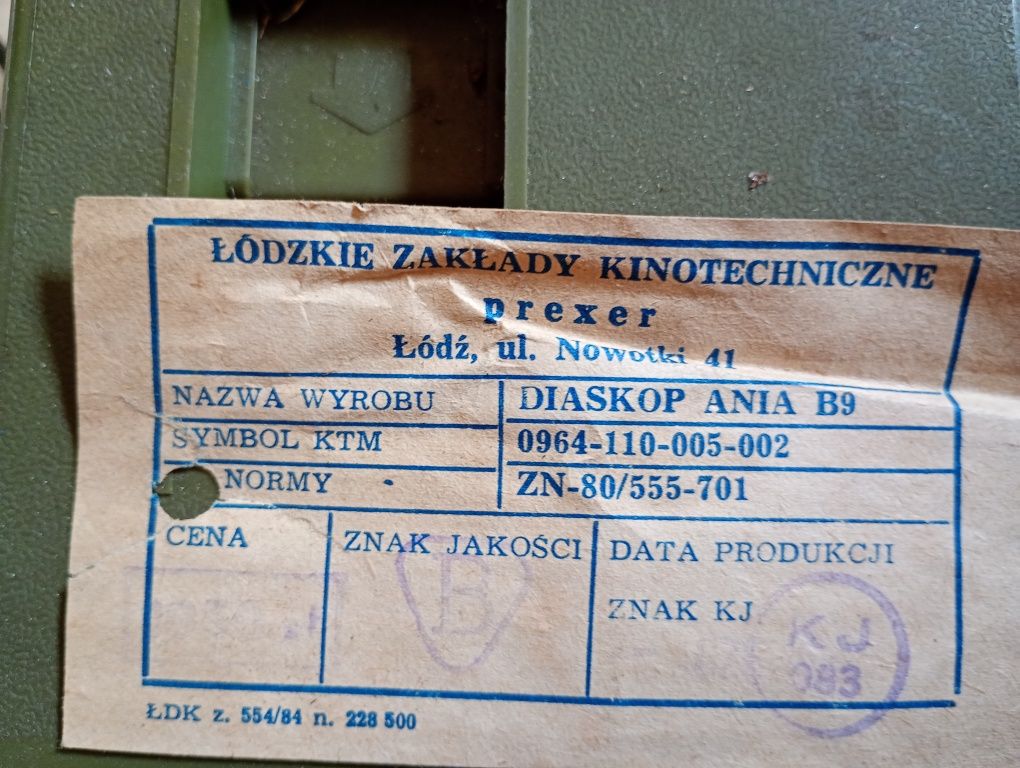 ŁÓDZKIE ZAKŁADY KINOTECHNICZNE
prexer
Łódź, ul. Nowotki 41
NAZWA WYROBU DIASKOP ANIA B9
SYMBOL KTM 0964-110-005-002
NORMY ZN-80/555-701
CENA ZNAK JAKOŚCI DATA PRODUKCJI
B
ZNAK KJ
KJ
083
ŁDK z. 554/84 n. 228 500